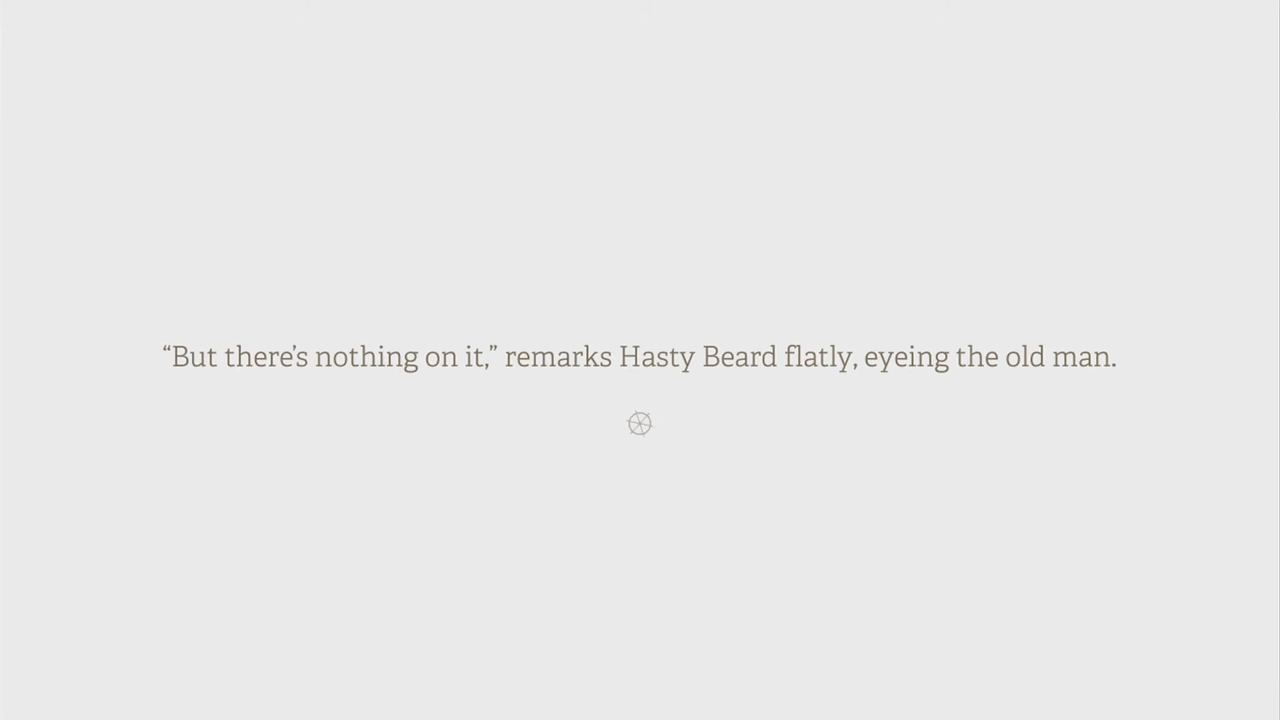 “But there’s nothing on it,” remarks Hasty Beard flatly, eyeing the old man.